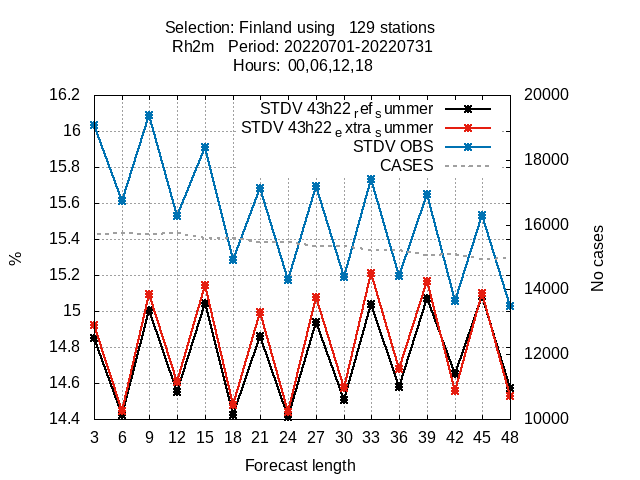 Selection: Finland using 129 stations
Rh2m Period: 20220701-20220731
Hours: 00,06,12,18
STDV 43h22ref_summer
STDV 43h22extra_summer
STDV OBS
CASES
16.2
16
15.8
15.6
15.4
15.2
15
14.8
14.6
14.4
%
20000
18000
16000
14000
12000
10000
No cases
3 6 9 12 15 18 21 24 27 30 33 36 39 42 45 48
Forecast length